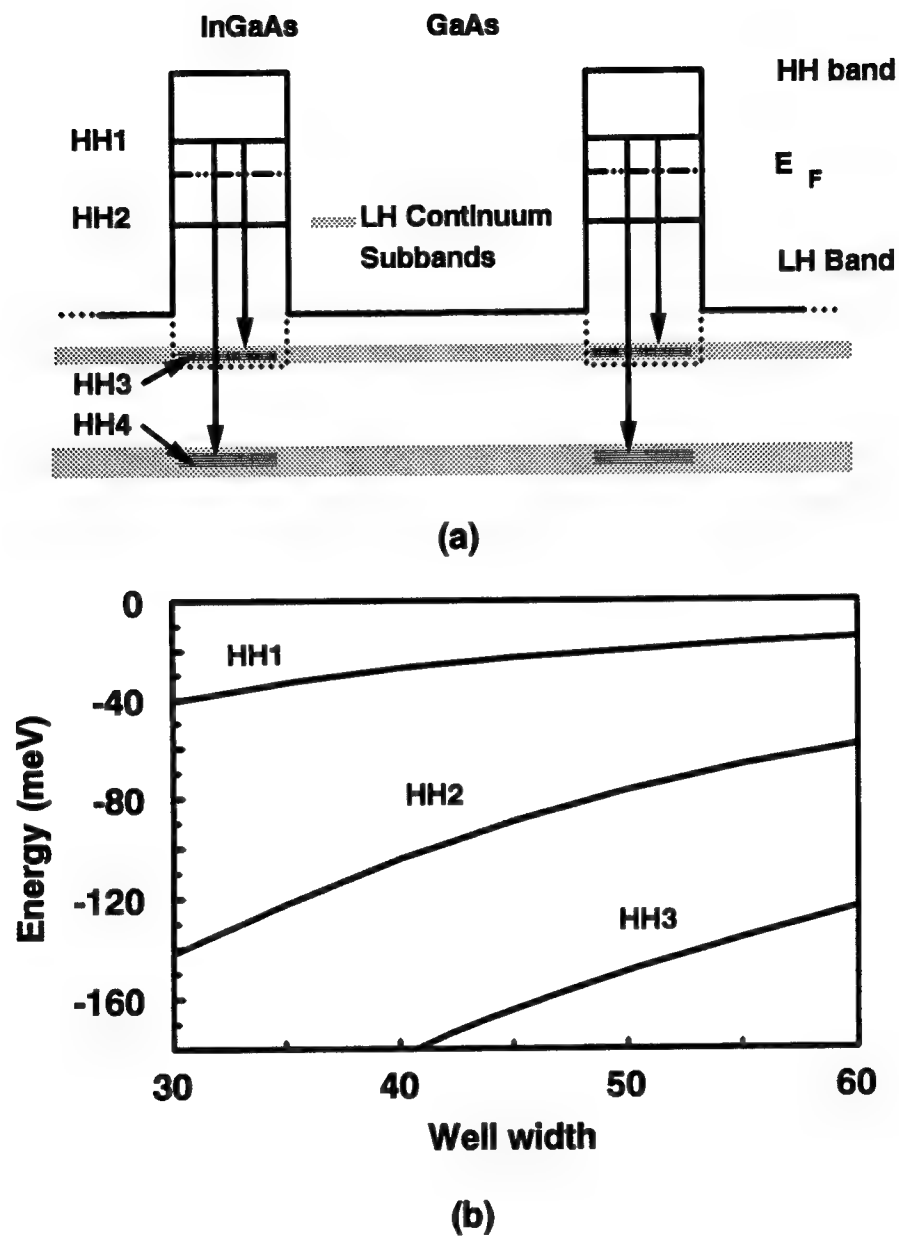 InGaAs GaAs
HH band
HH1
E F
HH2
LH Continuum
Subbands
LH Band
HH3
HH4
(a)
0
-40
-80
-120
-160
Energy (meV)
HH1
HH2
HH3
30 40 50 60
Well width
(b)